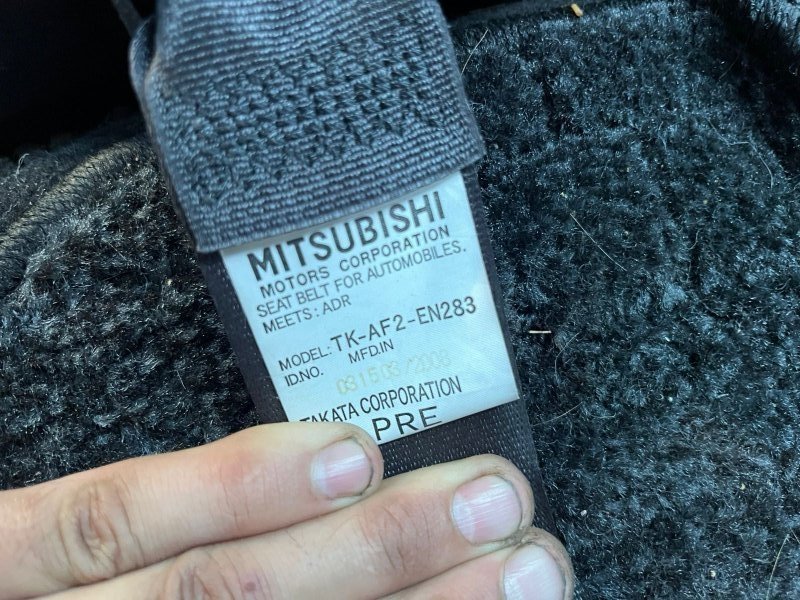 MITSUBISHI
MOTORS CORPORATION
SEAT BELT FOR AUTOMOBILES.
MEETS: ADR
MODEL: TK-AF2-EN283
ID.NO. MFD.IN
TAKATA CORPORATION
PRE